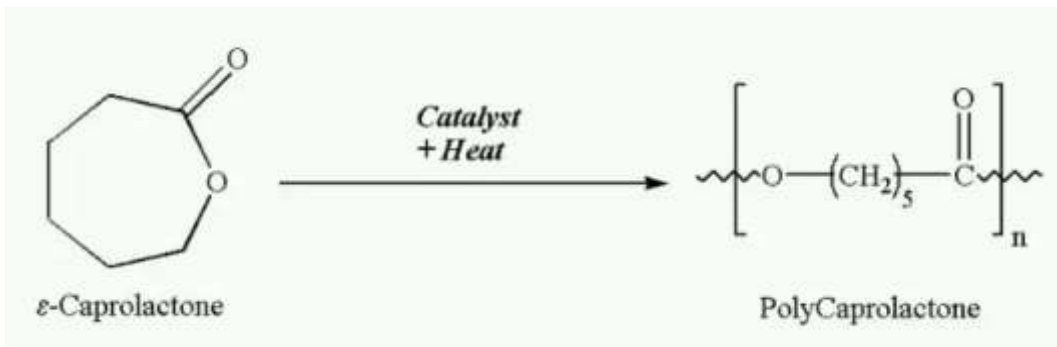 O
O
ε-Caprolactone
Catalyst
+ Heat
O
O
(CH₂)₅
C
n
PolyCaprolactone